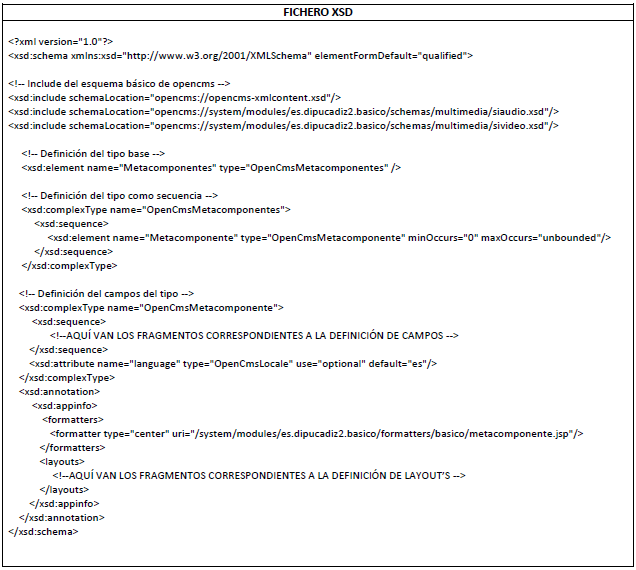 FICHERO XSD
<?xml version="1.0"?>
<xsd:schema xmlns:xsd="http://www.w3.org/2001/XMLSchema" elementFormDefault="qualified">
<!-- Include del esquema básico de opencms -->
<xsd:include schemaLocation="opencms://opencms-xmlcontent.xsd"/>
<xsd:include schemaLocation="opencms://system/modules/es.dipucadiz2.basico/schemas/multimedia/siaudio.xsd"/>
<xsd:include schemaLocation="opencms://system/modules/es.dipucadiz2.basico/schemas/multimedia/sivideo.xsd"/>
<!-- Definición del tipo base -->
<xsd:element name="Metacomponentes" type="OpenCmsMetacomponentes" />
<!-- Definición del tipo como secuencia -->
<xsd:complexType name="OpenCmsMetacomponentes">
<xsd:sequence>
<xsd:element name="Metacomponente" type="OpenCmsMetacomponente" minOccurs="0" maxOccurs="unbounded"/>
</xsd:sequence>
</xsd:complexType>
<!-- Definición del campos del tipo -->
<xsd:complexType name="OpenCmsMetacomponente">
<xsd:sequence>
<!--AQUÍ VAN LOS FRAGMENTOS CORRESPONDIENTES A LA DEFINICIÓN DE CAMPOS -->
</xsd:sequence>
<xsd:attribute name="language" type="OpenCmsLocale" use="optional" default="es"/>
</xsd:complexType>
<xsd:annotation>
<xsd:appinfo>
<formatters>
<formatter type="center" uri="/system/modules/es.dipucadiz2.basico/formatters/basico/metacomponente.jsp"/>
</formatters>
<layouts>
<!--AQUÍ VAN LOS FRAGMENTOS CORRESPONDIENTES A LA DEFINICIÓN DE LAYOUT'S -->
</layouts>
</xsd:appinfo>
</xsd:annotation>
</xsd:schema>